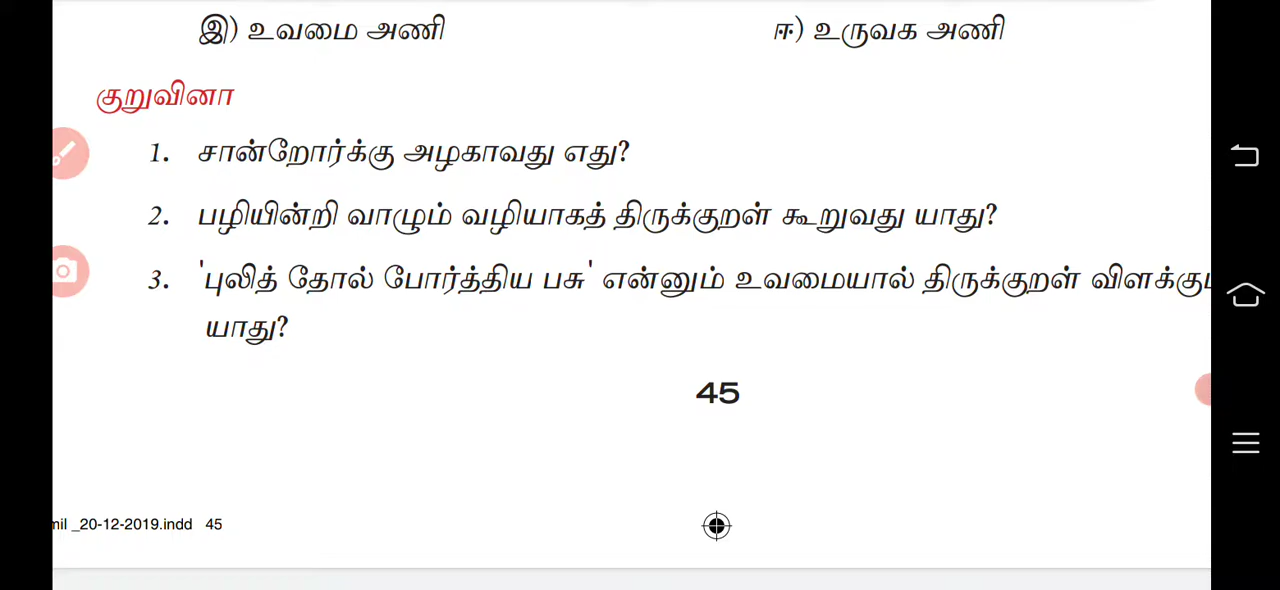 இ) உவமை அணி ஈ) உருவக அணி
குறுவினா
1. சான்றோர்க்கு அழகாவது எது?
2. பழியின்றி வாழும் வழியாகத் திருக்குறள் கூறுவது யாது?
3. 'புலித் தோல் போர்த்திய பசு' என்னும் உவமையால் திருக்குறள்
யாது?
45
_20-12-2019.indd 45